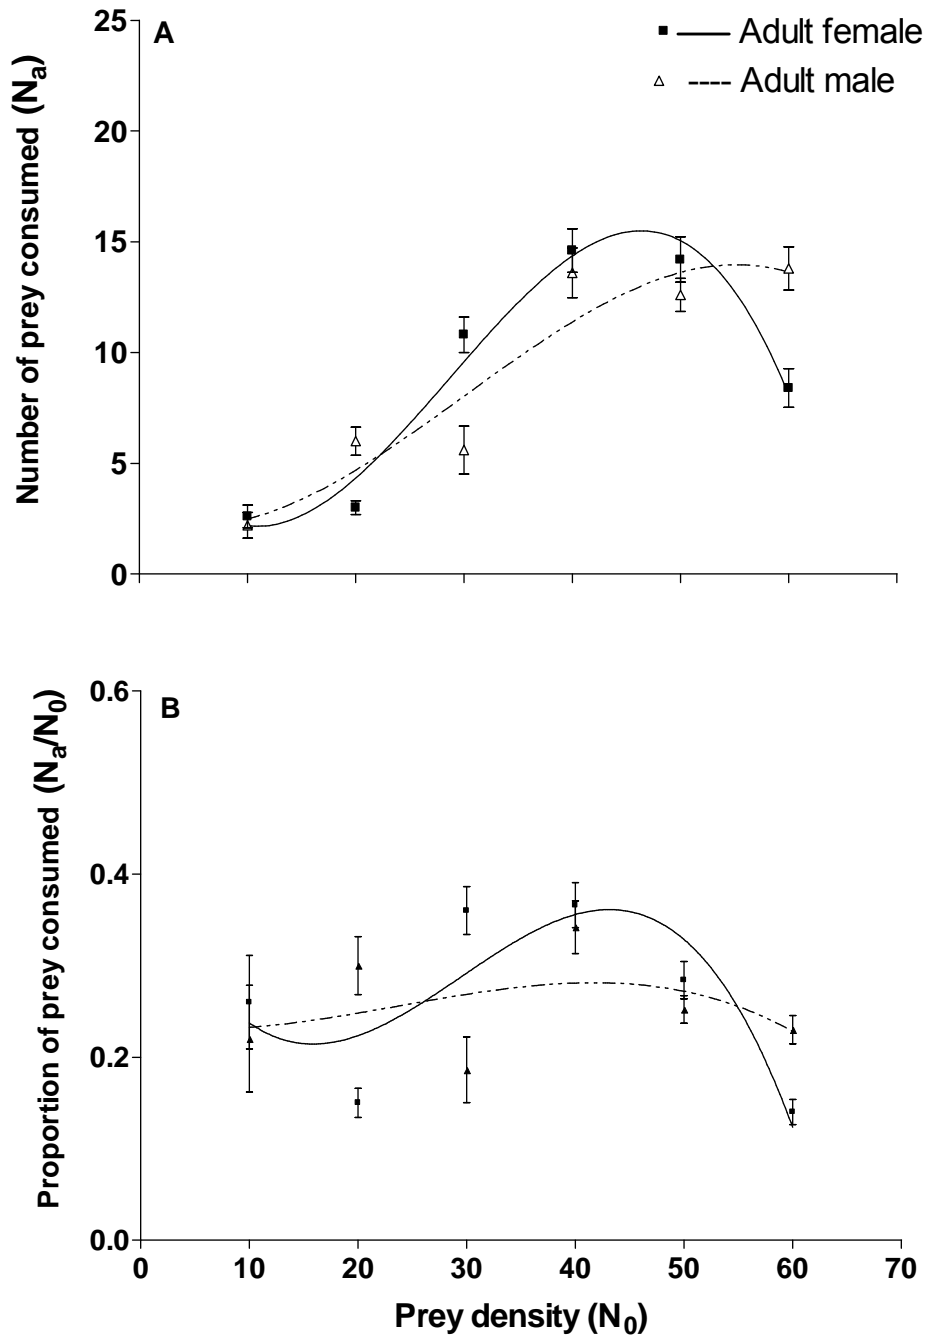 A
Adult female
Adult male
Number of prey consumed (Na)
25
20
15
10
5
0
B
Proportion of prey consumed (Na/N0)
0.6
0.4
0.2
0.0
0 10 20 30 40 50 60 70
Prey density (N0)